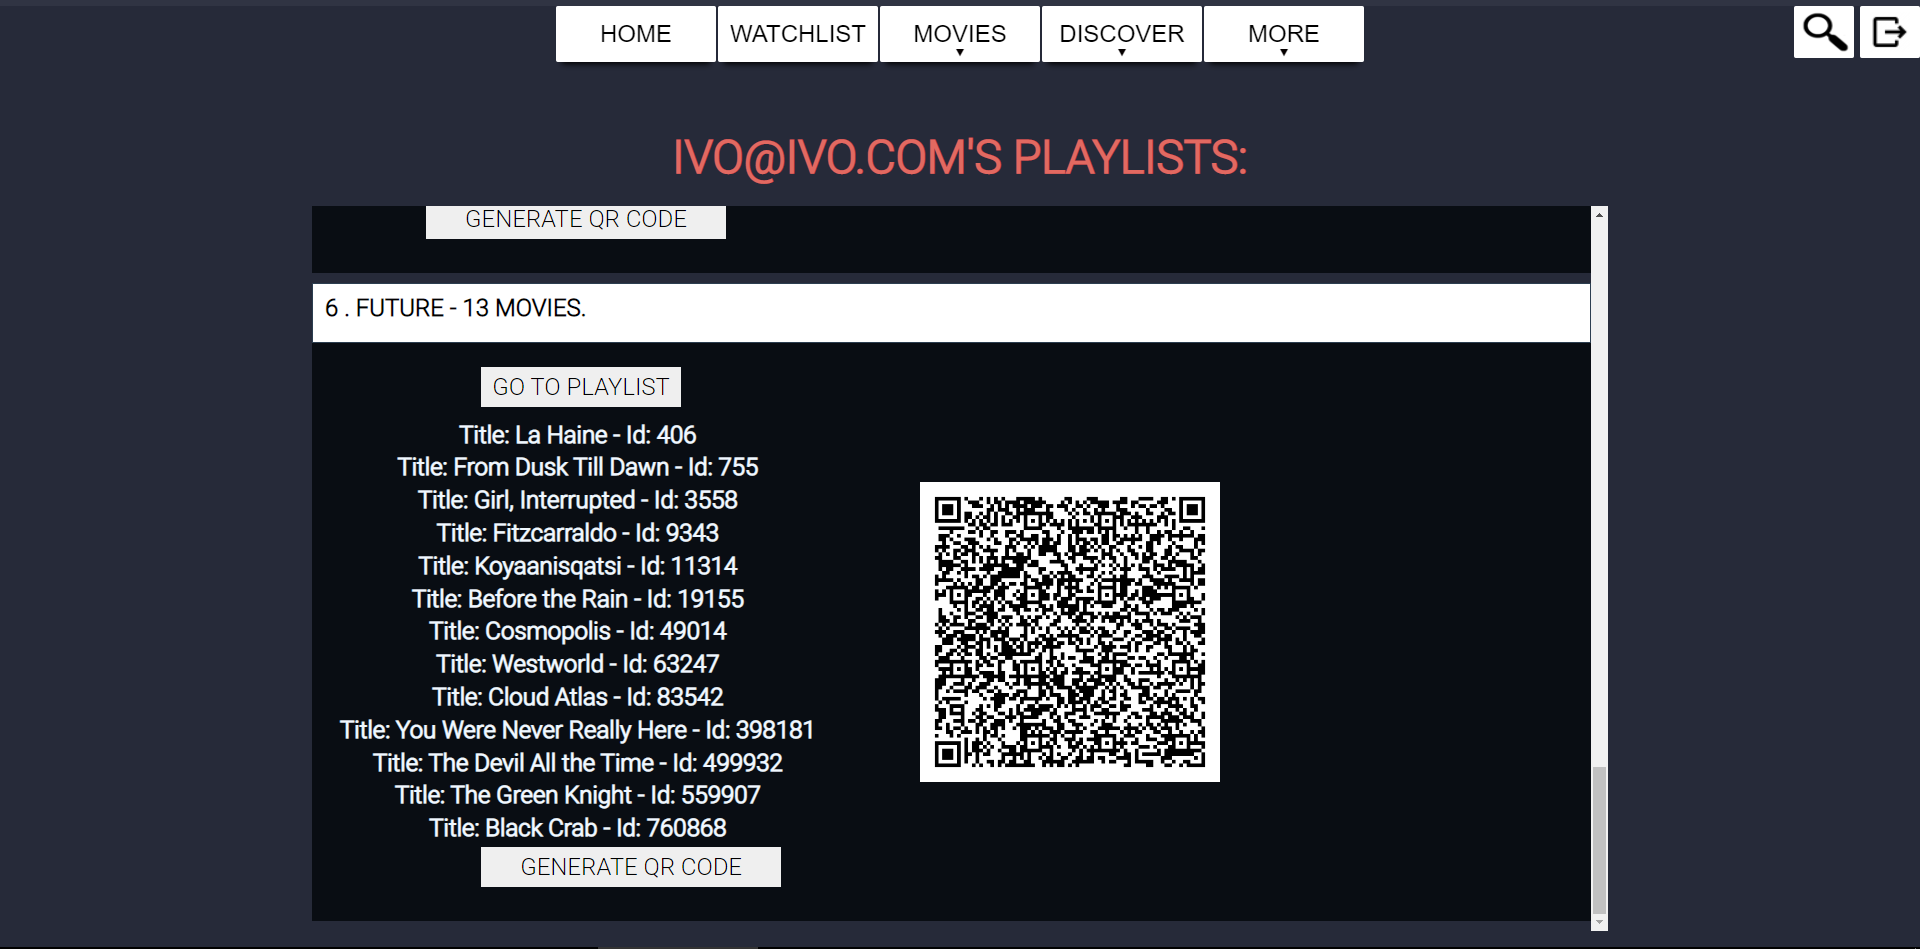 HOME
WATCHLIST
MOVIES
DISCOVER
MORE
IVO@IVO.COM'S PLAYLISTS:
GENERATE QR CODE
6 . FUTURE - 13 MOVIES.
GO TO PLAYLIST
Title: La Haine - Id: 406
Title: From Dusk Till Dawn - Id: 755
Title: Girl, Interrupted - Id: 3558
Title: Fitzcarraldo - Id: 9343
Title: Koyaanisqatsi - Id: 11314
Title: Before the Rain - Id: 19155
Title: Cosmopolis - Id: 49014
Title: Westworld - Id: 63247
Title: Cloud Atlas - Id: 83542
Title: You Were Never Really Here - Id: 398181
Title: The Devil All the Time - Id: 499932
Title: The Green Knight - Id: 559907
Title: Black Crab - Id: 760868
GENERATE QR CODE